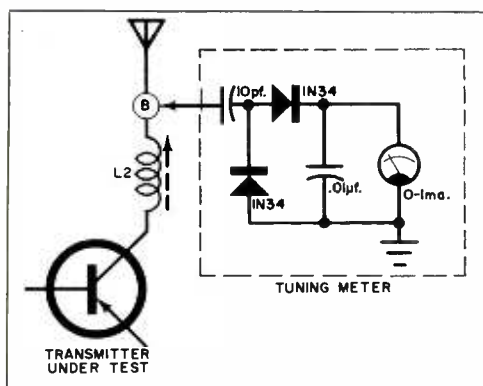 B
10pf.
IN34
L2
IN34
.01µf.
0-1ma.
TUNING METER
TRANSMITTER
UNDER TEST